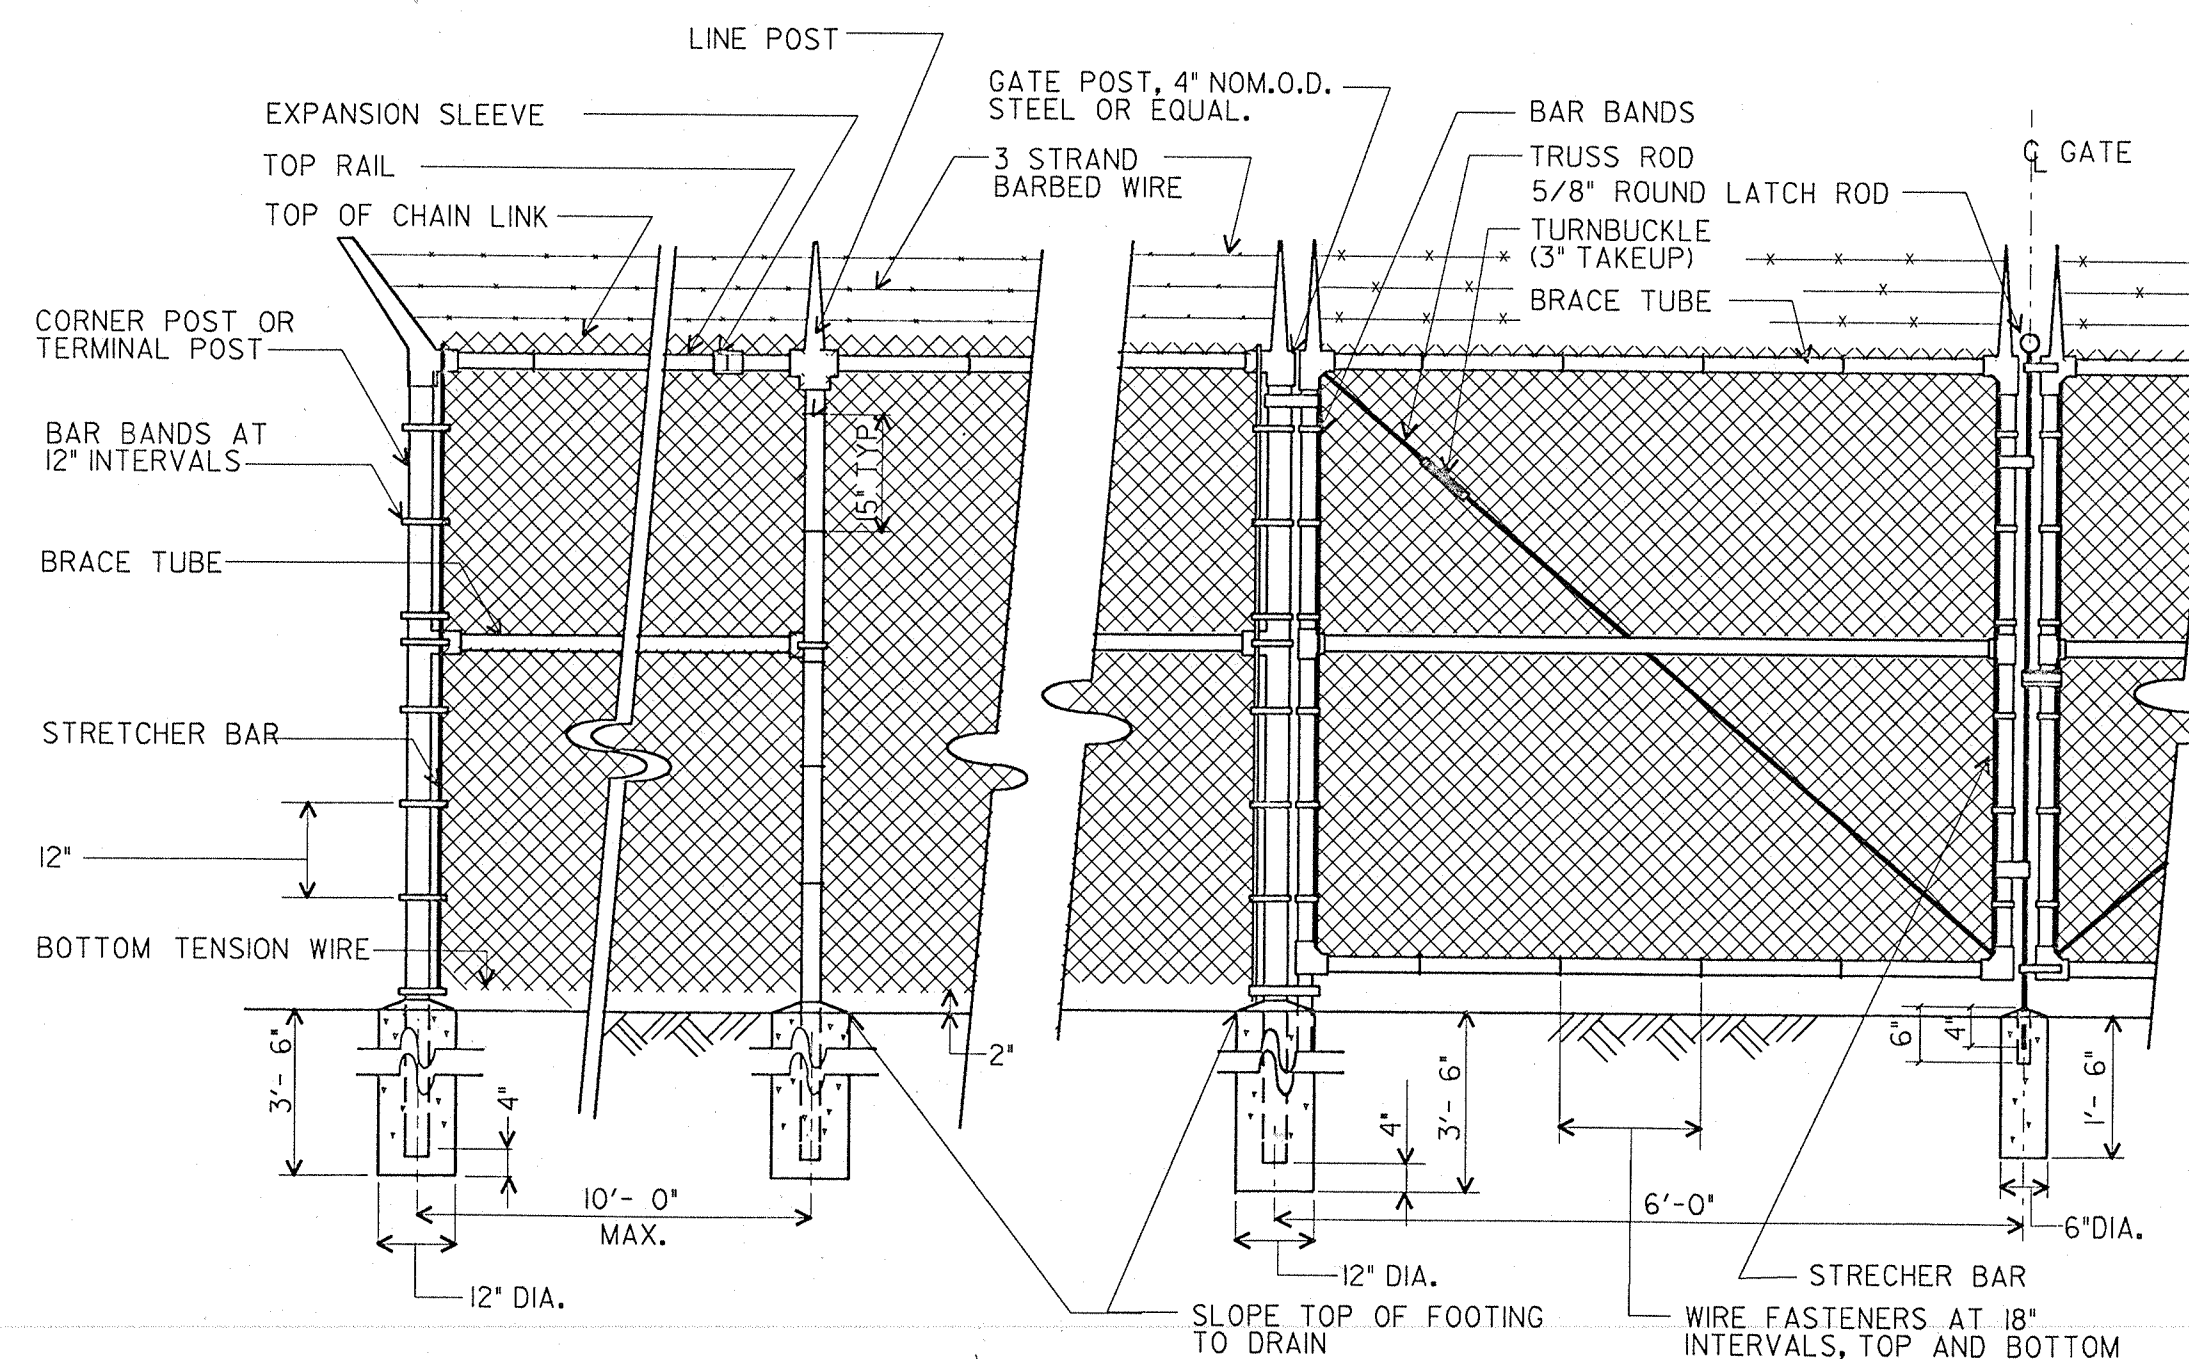 LINE POST
EXPANSION SLEEVE
TOP RAIL
TOP OF CHAIN LINK
GATE POST, 4" NOM.O.D.
STEEL OR EQUAL.
3 STRAND
BARBED WIRE
BAR BANDS
TRUSS ROD
5/8" ROUND LATCH ROD
TURNBUCKLE
(3" TAKEUP)
BRACE TUBE
℄ GATE
CORNER POST OR
TERMINAL POST
BAR BANDS AT
12" INTERVALS
BRACE TUBE
STRETCHER BAR
12"
BOTTOM TENSION WIRE
15" TYP.
3'- 6"
4"
10'- 0"
MAX.
12" DIA.
2"
4"
3'- 6"
12" DIA.
SLOPE TOP OF FOOTING
TO DRAIN
6'-0"
6"
4"
1'- 6"
6"DIA.
STRECHER BAR
WIRE FASTENERS AT 18"
INTERVALS, TOP AND BOTTOM